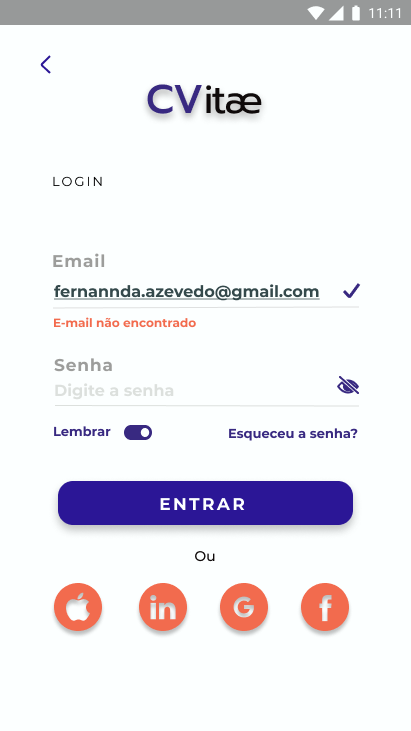 11:11
CVitæ
LOGIN
Email
fernannda.azevedo@gmail.com
E-mail não encontrado
Senha
Digite a senha
Lembrar
Esqueceu a senha?
ENTRAR
Ou
in
G
f